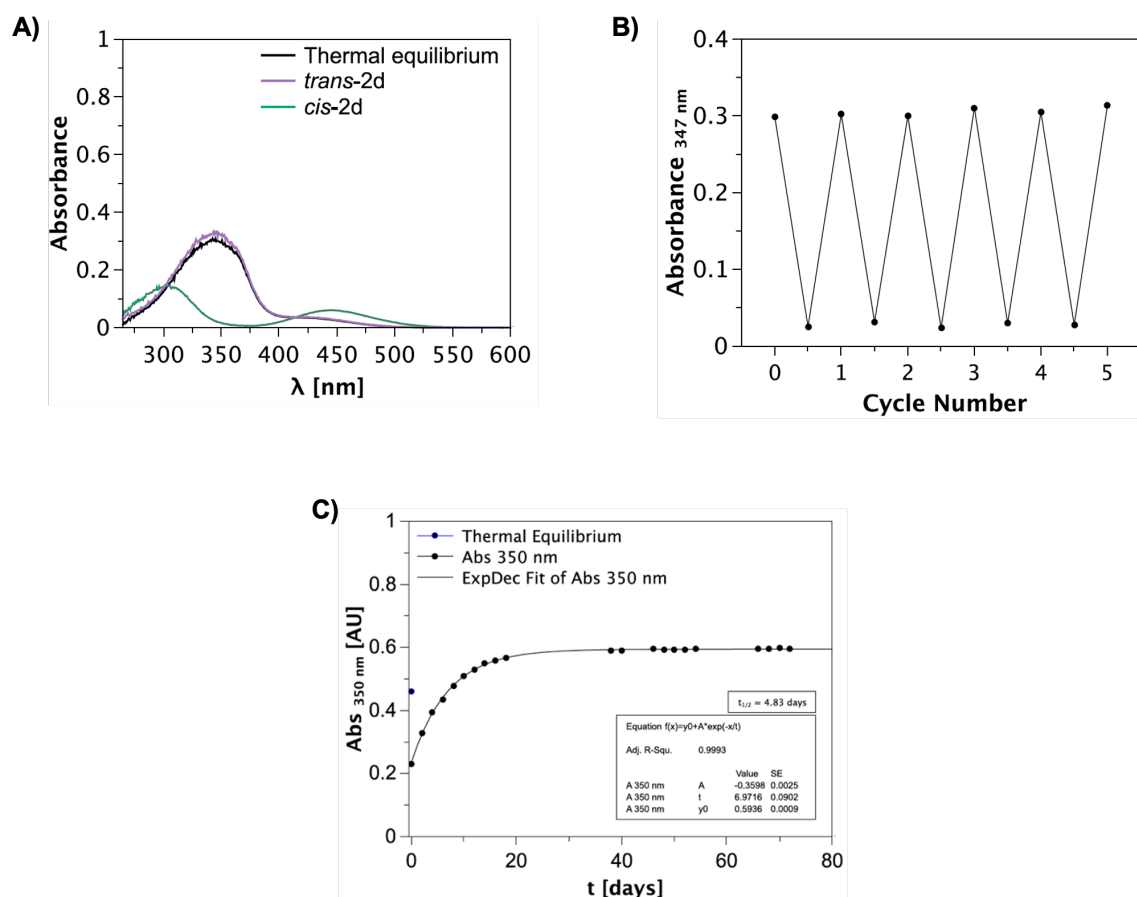 A)
1
0.8
0.6
0.4
0.2
0
Absorbance
Thermal equilibrium
trans-2d
cis-2d
300 350 400 450 500 550 600
λ [nm]
B)
0.4
0.3
0.2
0.1
0
Absorbance 347 nm
0 1 2 3 4 5
Cycle Number
C)
1
0.8
0.6
0.4
0.2
0
Abs 350 nm [AU]
Thermal Equilibrium
Abs 350 nm
ExpDec Fit of Abs 350 nm
t1/2 = 4.83 days
Equation f(x)=y0+A*exp(-x/t)
Adj. R-Squ. 0.9993
Value SE
A 350 nm A -0.3598 0.0025
A 350 nm t 6.9716 0.0902
A 350 nm y0 0.5936 0.0009
0 20 40 60 80
t [days]